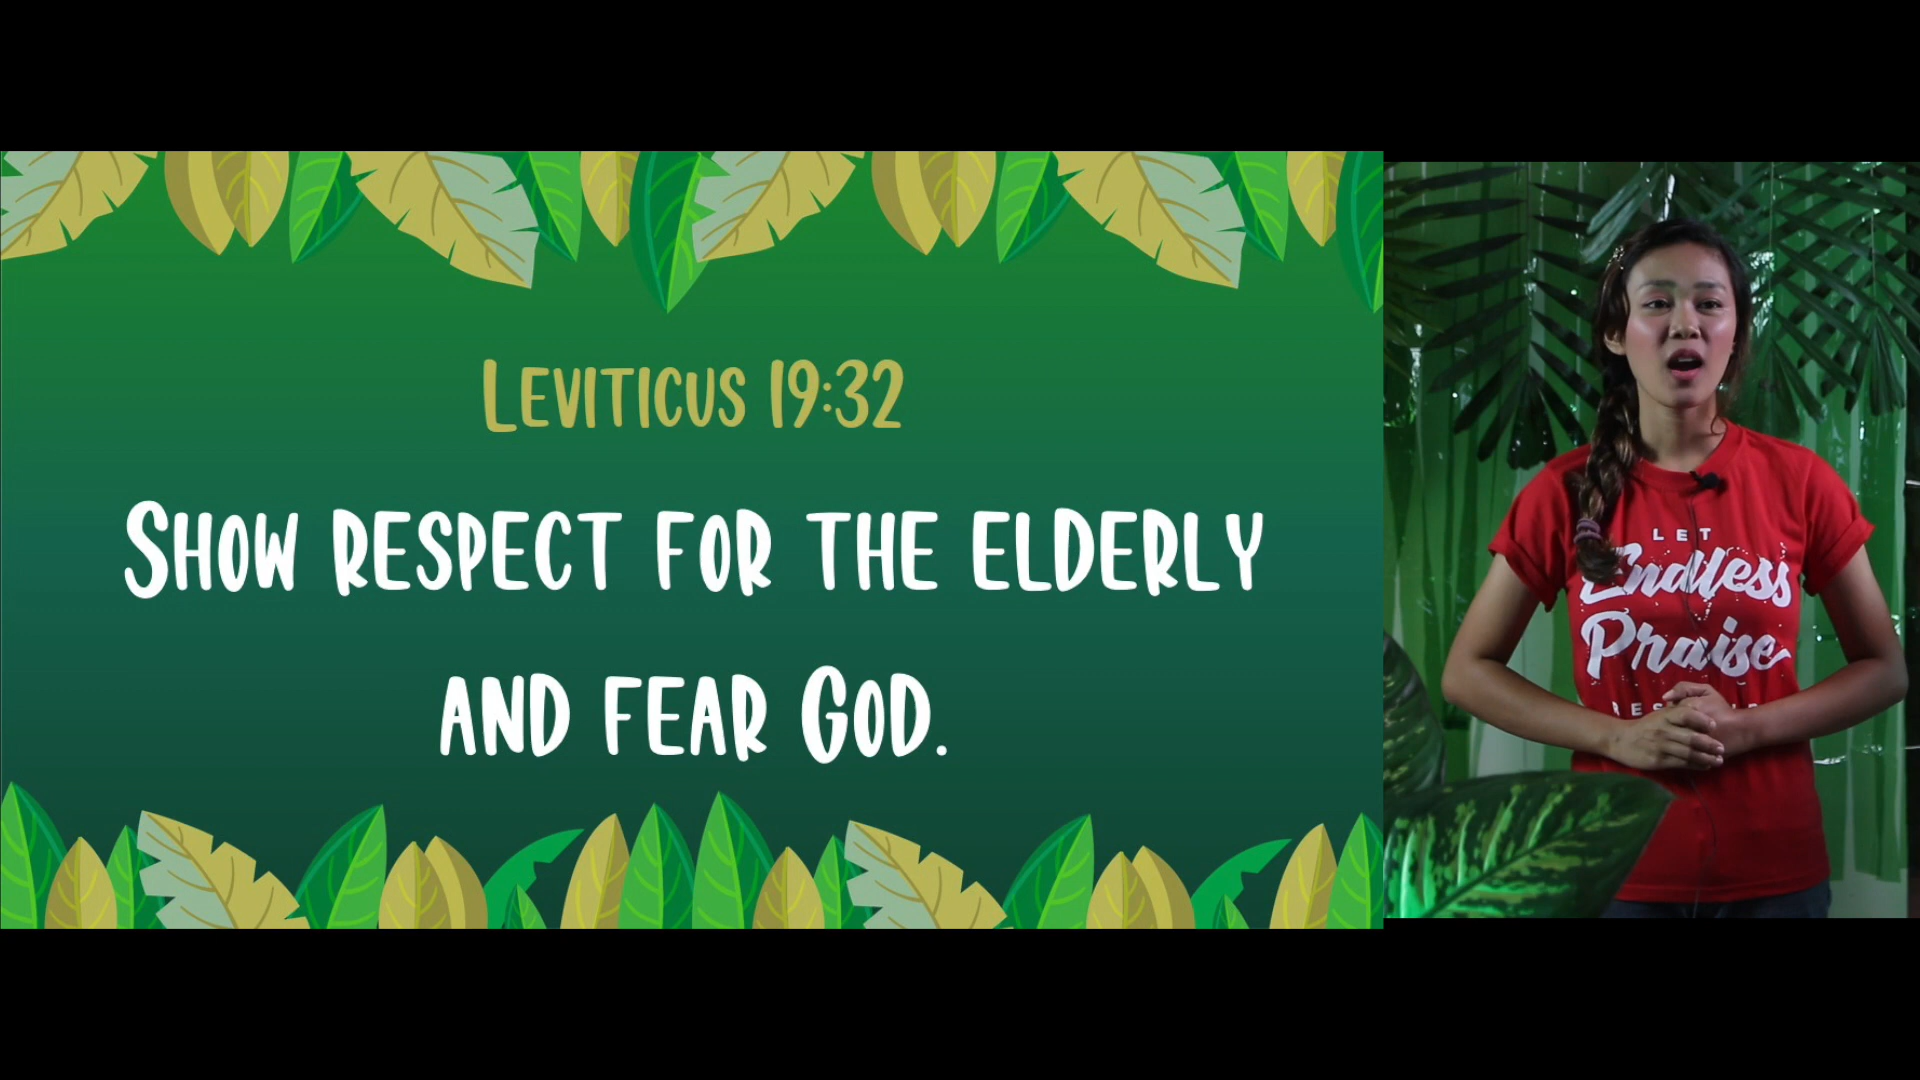 Leviticus 19:32
Show respect for the elderly
and fear God.
LET
Endless
Praise